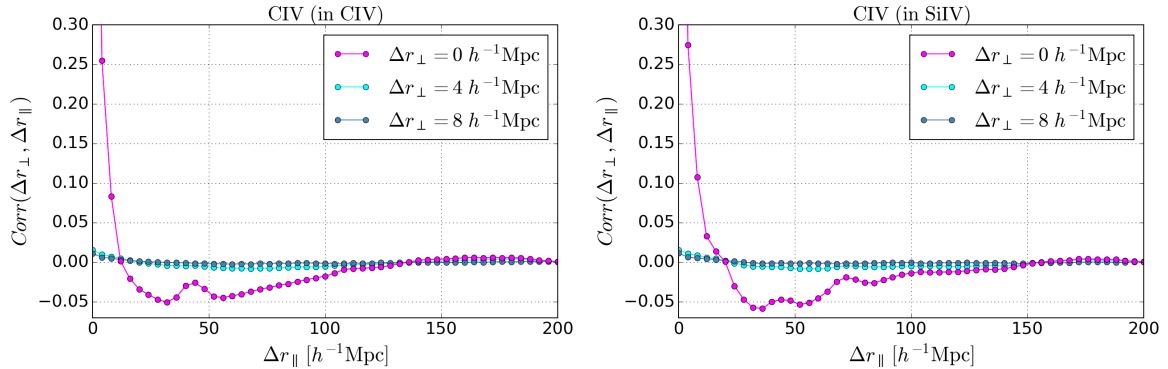 CIV (in CIV)
0.30
0.25
0.20
0.15
0.10
0.05
0.00
−0.05
Corr(Δr⊥, Δr∥)
Δr⊥ = 0 h⁻¹Mpc
Δr⊥ = 4 h⁻¹Mpc
Δr⊥ = 8 h⁻¹Mpc
0 50 100 150 200
Δr∥ [h⁻¹Mpc]
CIV (in SiIV)
0.30
0.25
0.20
0.15
0.10
0.05
0.00
−0.05
Corr(Δr⊥, Δr∥)
Δr⊥ = 0 h⁻¹Mpc
Δr⊥ = 4 h⁻¹Mpc
Δr⊥ = 8 h⁻¹Mpc
0 50 100 150 200
Δr∥ [h⁻¹Mpc]